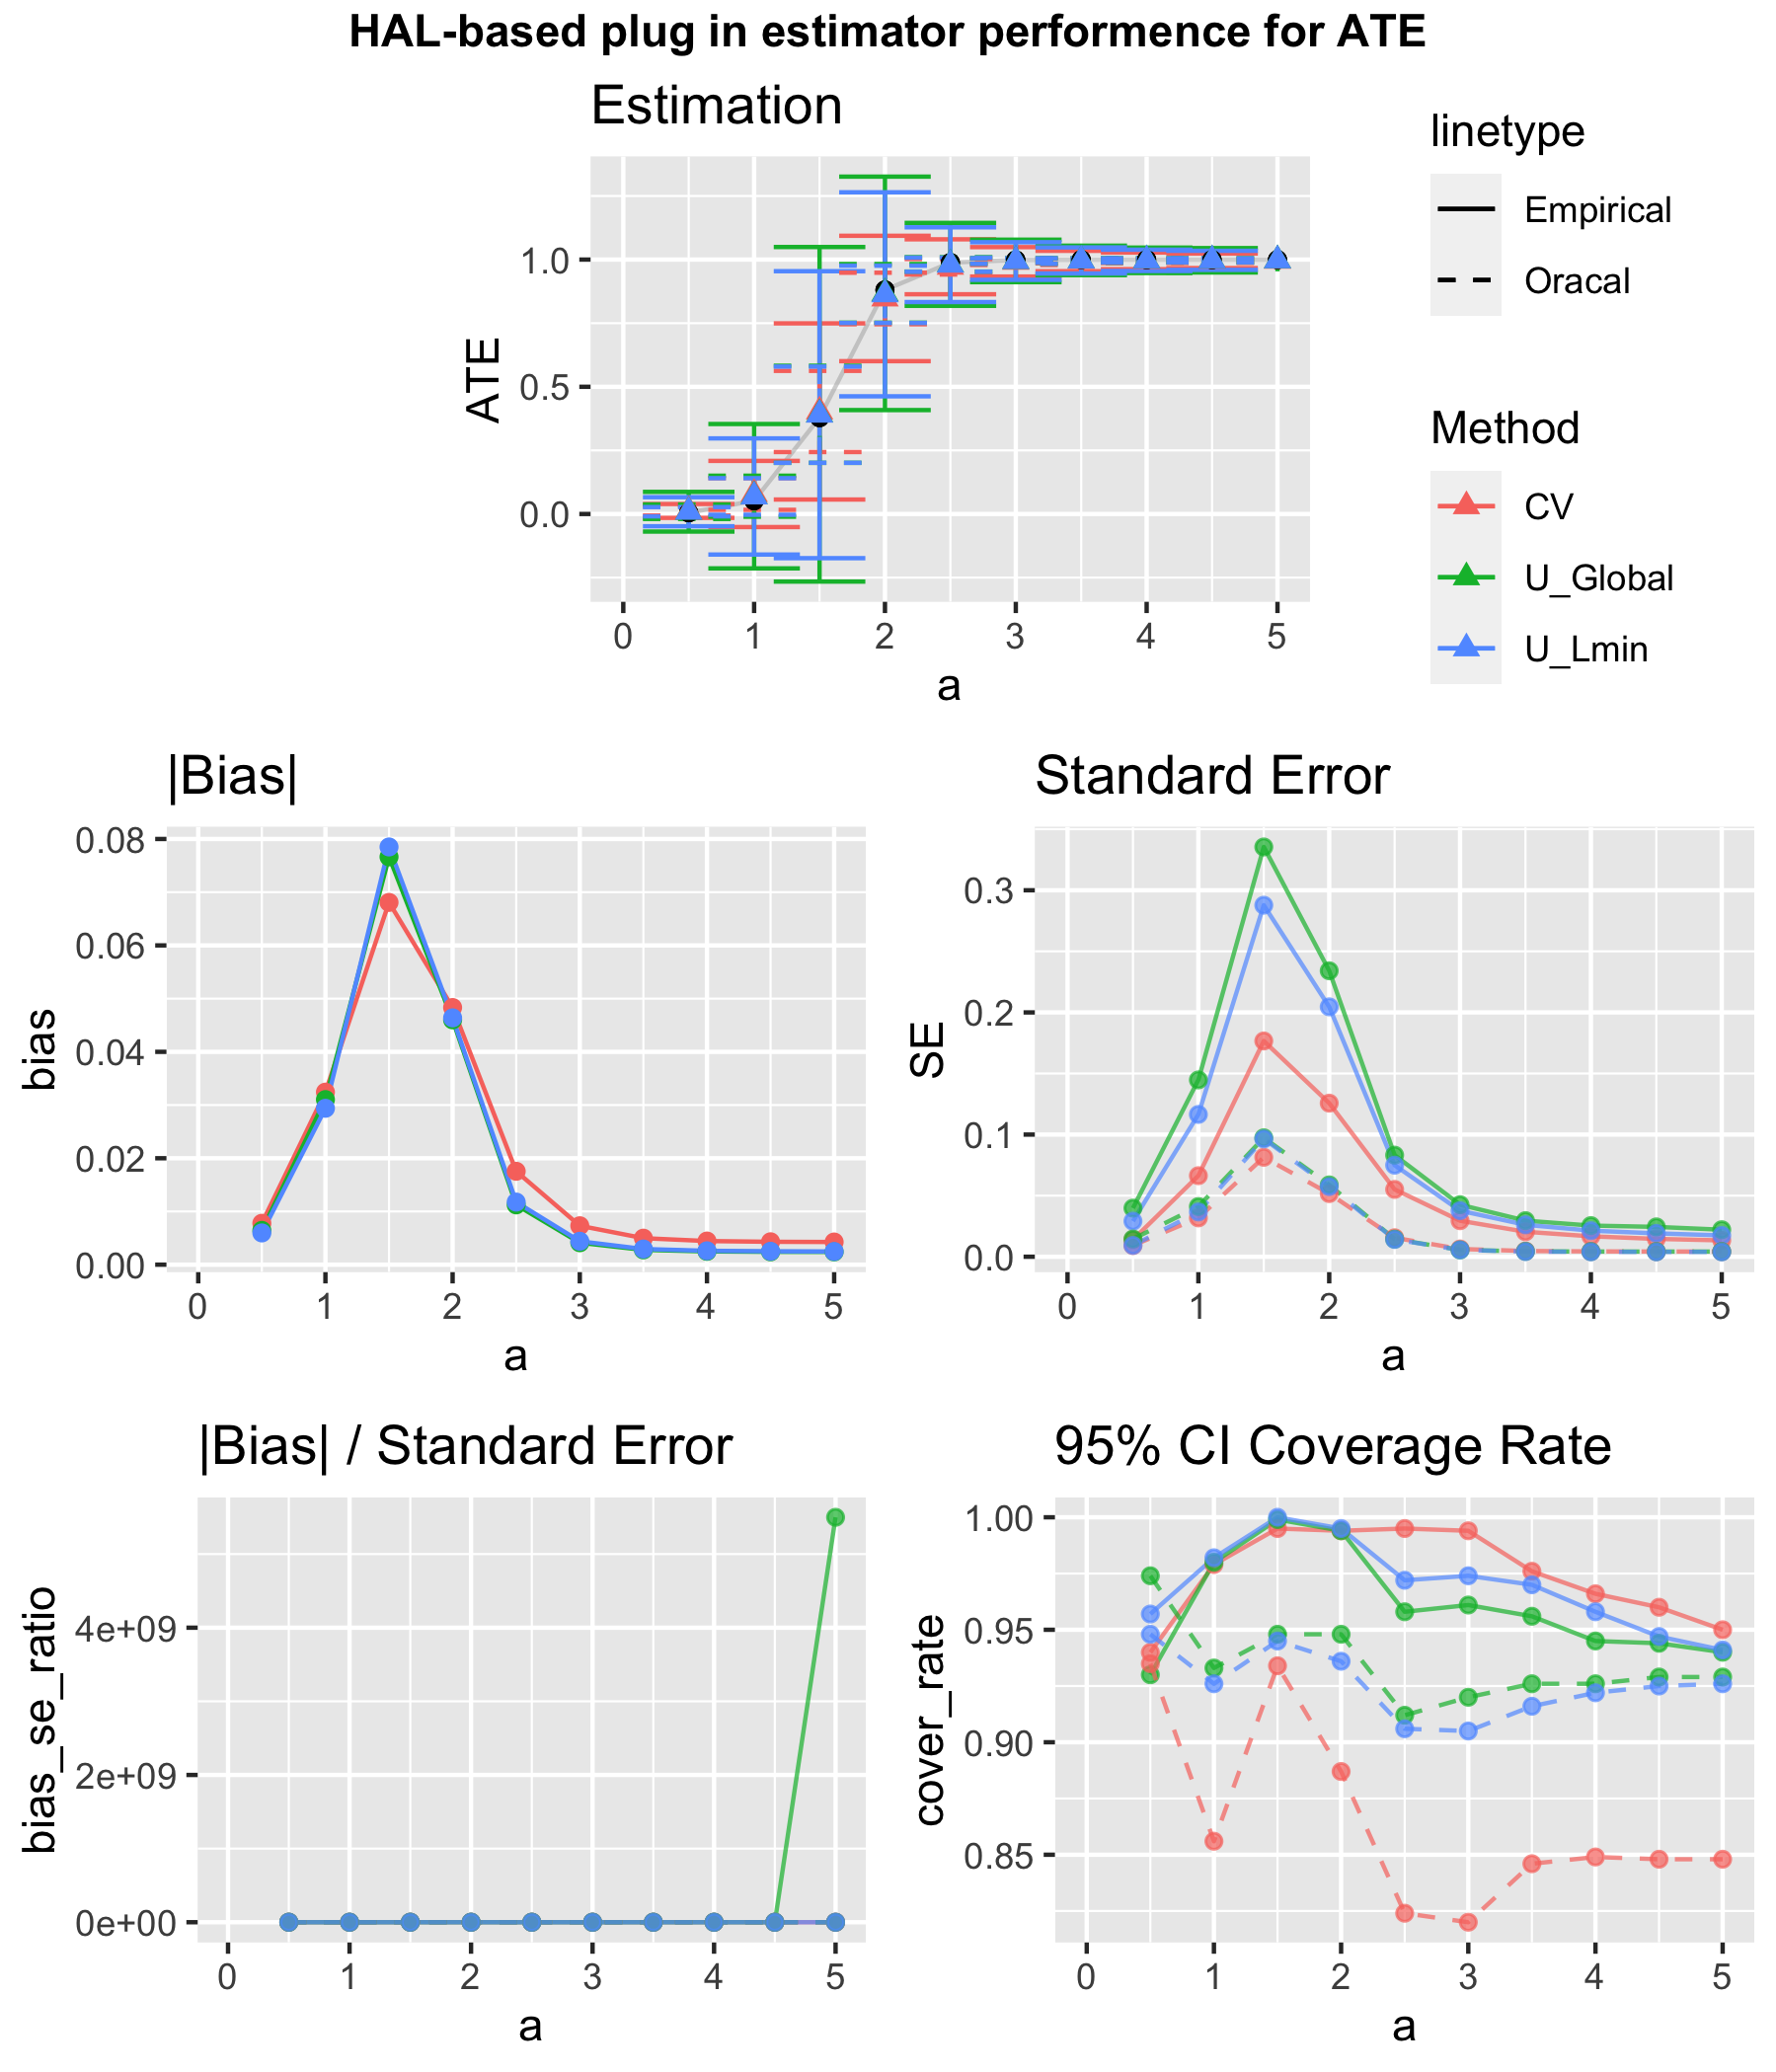 HAL-based plug in estimator performence for ATE
Estimation
ATE
1.0
0.5
0.0
0 1 2 3 4 5
a
linetype
Empirical
Oracal
Method
CV
U_Global
U_Lmin
|Bias|
bias
0.08
0.06
0.04
0.02
0.00
0 1 2 3 4 5
a
Standard Error
SE
0.3
0.2
0.1
0.0
0 1 2 3 4 5
a
|Bias| / Standard Error
bias_se_ratio
4e+09
2e+09
0e+00
0 1 2 3 4 5
a
95% CI Coverage Rate
cover_rate
1.00
0.95
0.90
0.85
0 1 2 3 4 5
a